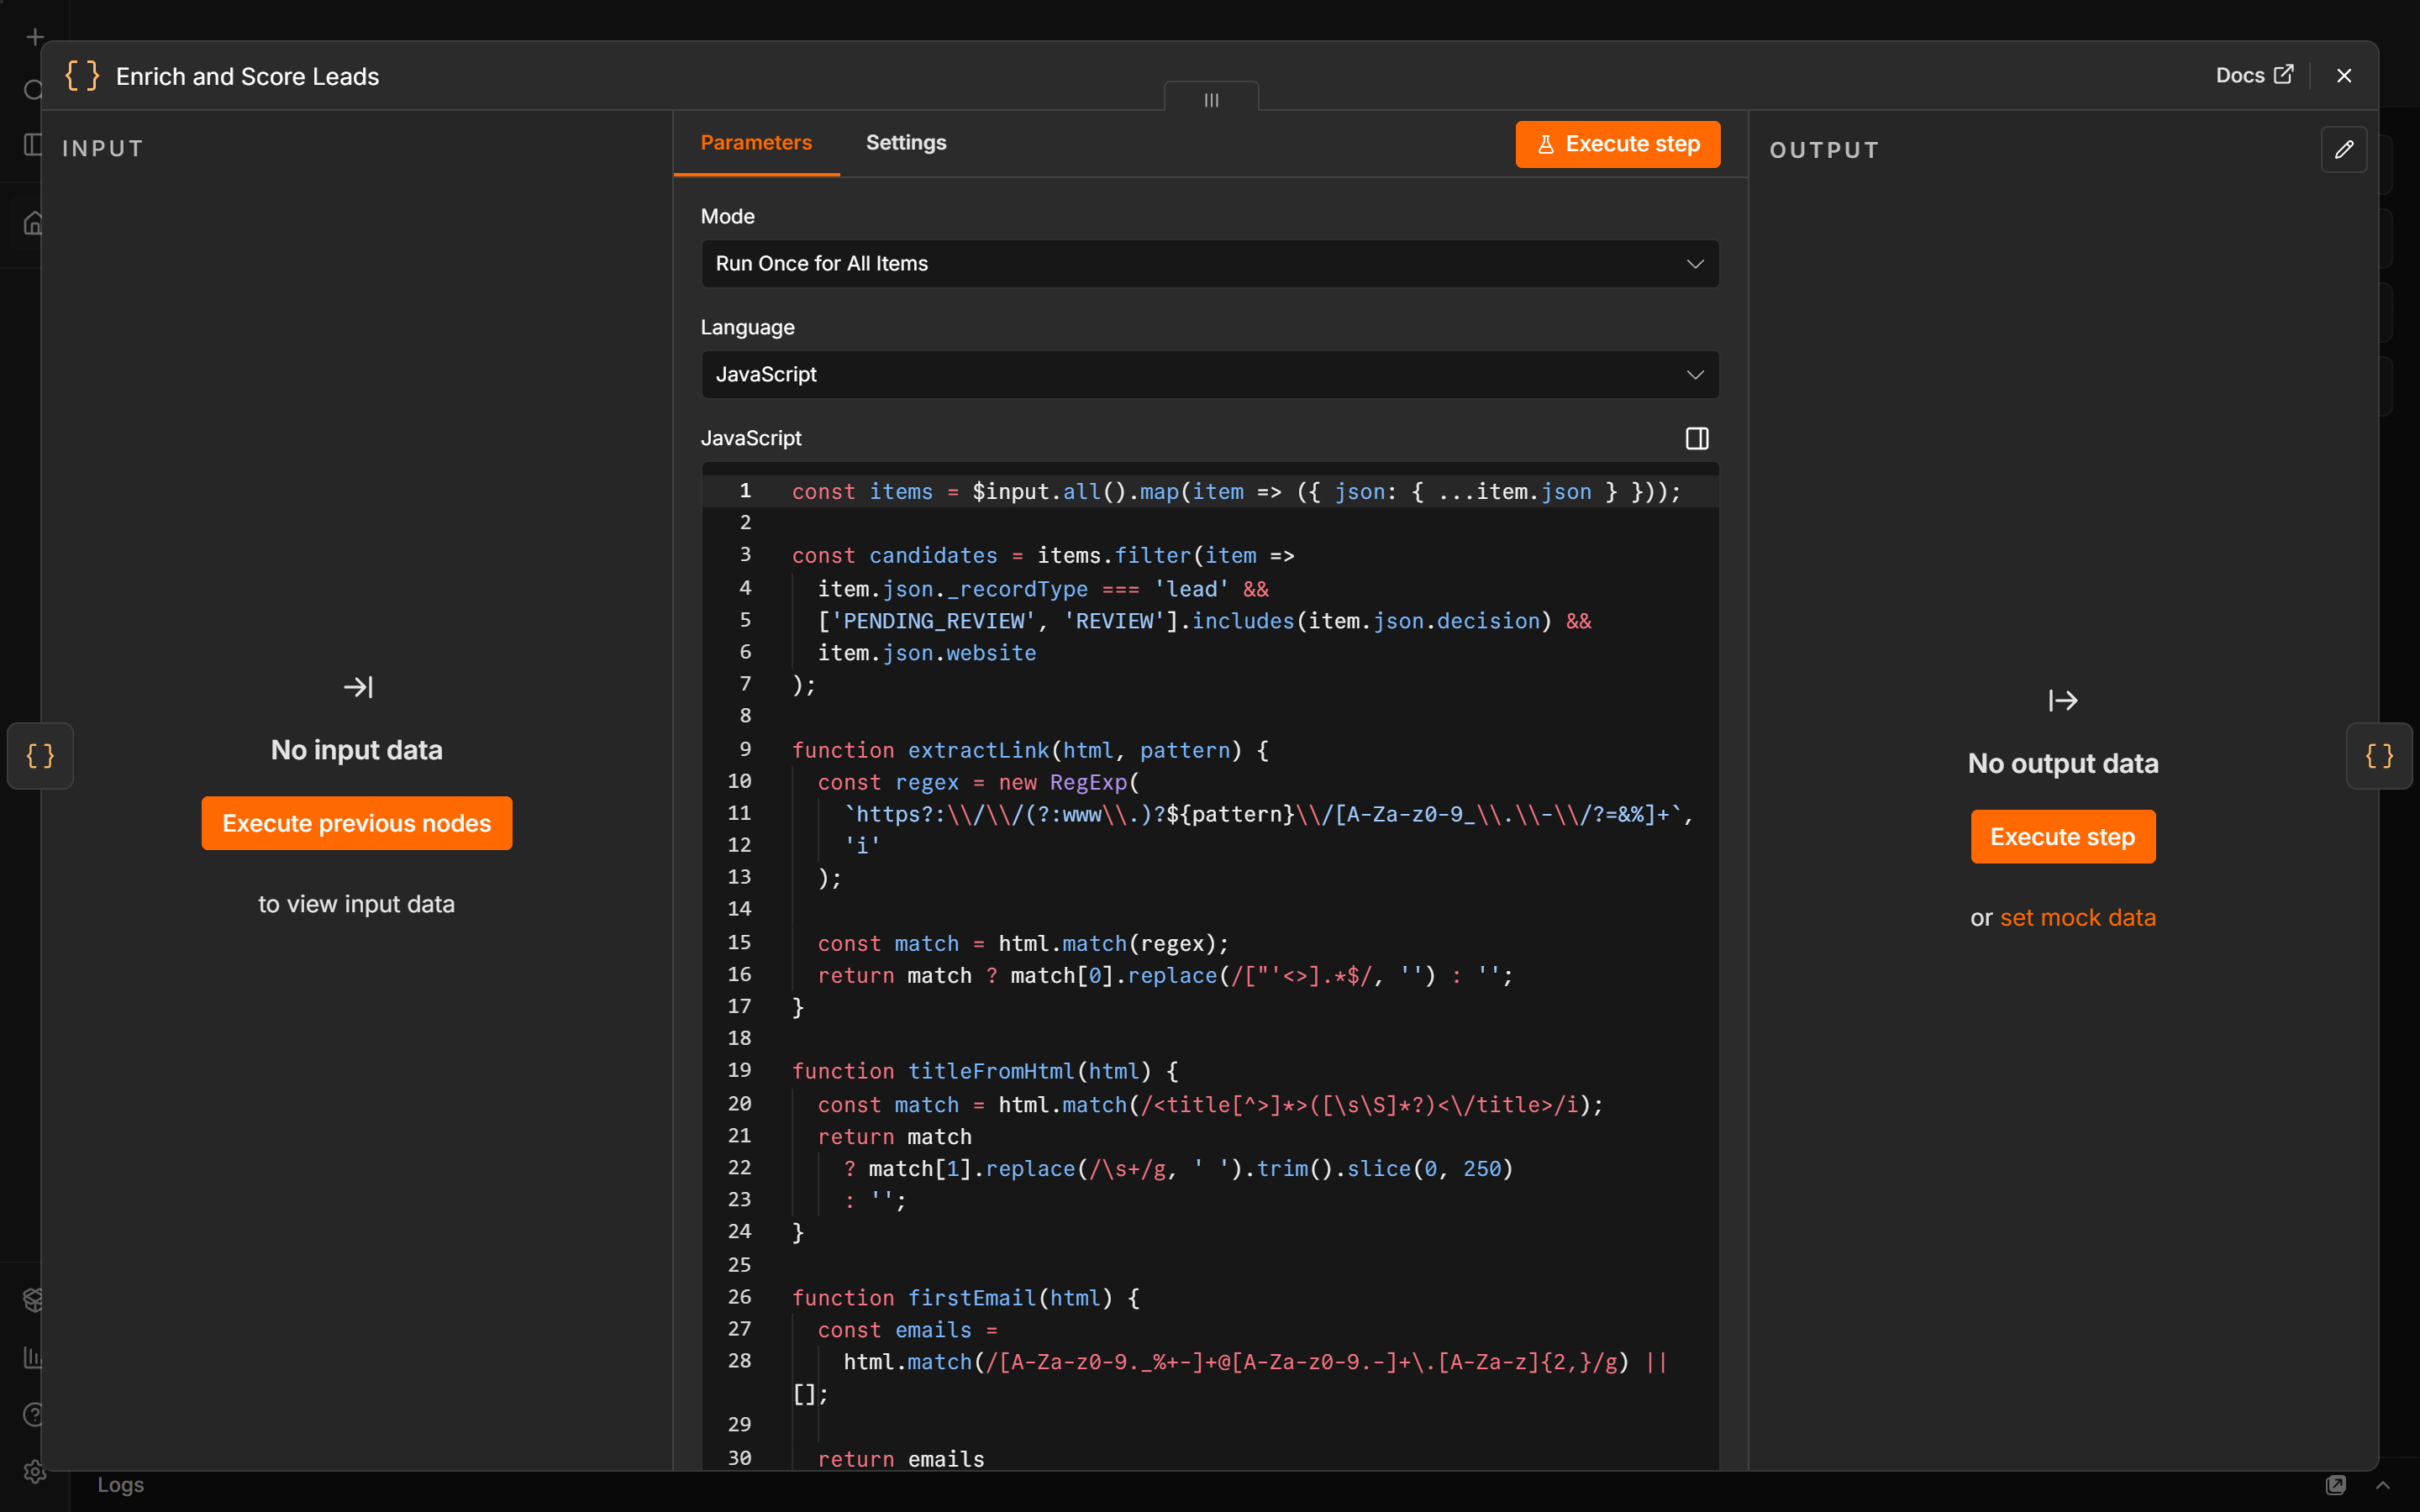 {} Enrich and Score Leads
Docs
INPUT
No input data
Execute previous nodes
to view input data
Parameters
Settings
Execute step
Mode
Run Once for All Items
Language
JavaScript
JavaScript
1 const items = $input.all().map(item => ({ json: { ...item.json } }));
2
3 const candidates = items.filter(item =>
4   item.json._recordType === 'lead' &&
5   ['PENDING_REVIEW', 'REVIEW'].includes(item.json.decision) &&
6   item.json.website
7 );
8
9 function extractLink(html, pattern) {
10   const regex = new RegExp(
11     `https?:\\/\\/(?:www\\.)?${pattern}\\/[A-Za-z0-9_\\.\\-\\/?=&%]+`,
12     'i'
13   );
14
15   const match = html.match(regex);
16   return match ? match[0].replace(/["'<>].*$/, '') : '';
17 }
18
19 function titleFromHtml(html) {
20   const match = html.match(/<title[^>]*>([\s\S]*?)<\/title>/i);
21   return match
22     ? match[1].replace(/\s+/g, ' ').trim().slice(0, 250)
23     : '';
24 }
25
26 function firstEmail(html) {
27   const emails =
28     html.match(/[A-Za-z0-9._%+-]+@[A-Za-z0-9.-]+\.[A-Za-z]{2,}/g) ||
[];
29
30   return emails
OUTPUT
No output data
Execute step
or set mock data
{}
{}
Logs